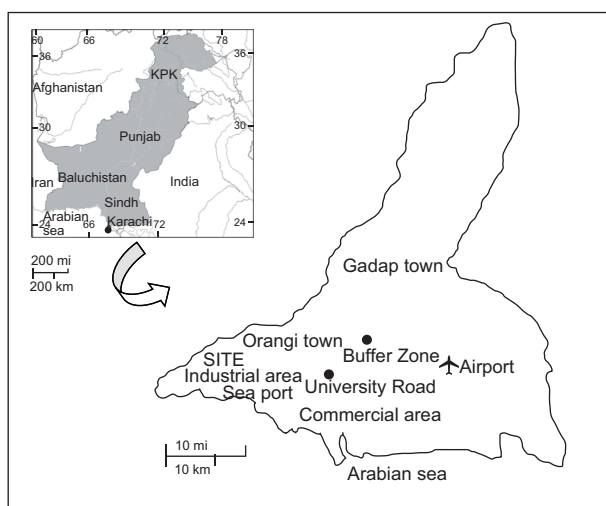 60 66 72 78
36 36
KPK
Afghanistan
30 30
Punjab
Iran Baluchistan India
Sindh
Arabian Karachi
sea
24 66 72 24
200 mi
200 km
Gadap town
Orangi town
Buffer Zone
SITE
Airport
Industrial area University Road
Sea port
Commercial area
10 mi
10 km
Arabian sea